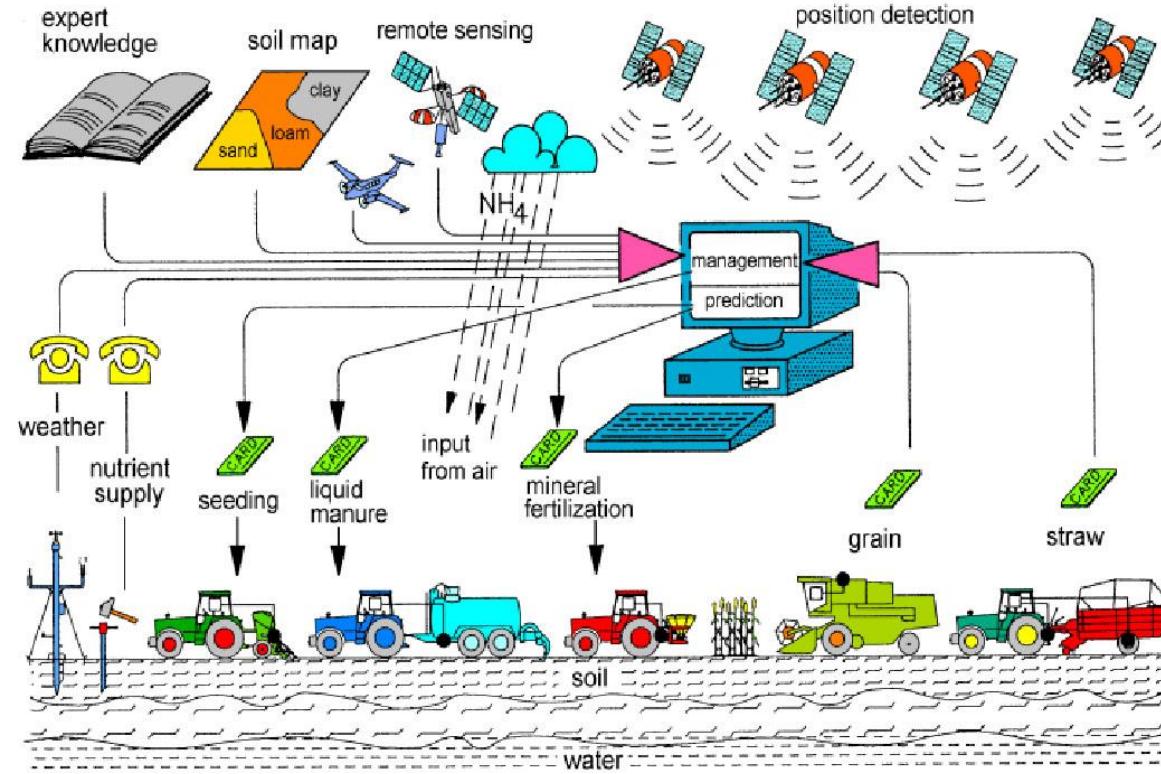 expert
knowledge
soil map
remote sensing
position detection
clay
loam
sand
NH4
management
prediction
weather
nutrient
supply
CARD
seeding
CARD
liquid
manure
input
from air
CARD
mineral
fertilization
CARD
grain
CARD
straw
soil
water